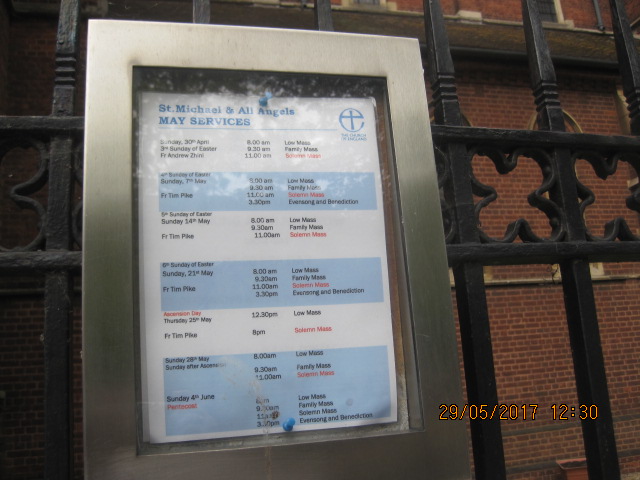 St.Michael & All Angels
MAY SERVICES
THE CHURCH
OF ENGLAND
Sunday, 30th April 8.00 am Low Mass
3rd Sunday of Easter 9.30 am Family Mass
Fr Andrew Zhini 11.00 am Solemn Mass
4th Sunday of Easter
Sunday, 7th May 8.00 am Low Mass
9.30 am Family Mass
Fr Tim Pike 11.00 am Solemn Mass
3.30pm Evensong and Benediction
5th Sunday of Easter
Sunday 14th May 8.00 am Low Mass
9.30am Family Mass
Fr Tim Pike 11.00am Solemn Mass
6th Sunday of Easter
Sunday, 21st May 8.00 am Low Mass
9.30am Family Mass
Fr Tim Pike 11.00am Solemn Mass
3.30pm Evensong and Benediction
Ascension Day 12.30pm Low Mass
Thursday 25th May
Fr Tim Pike 8pm Solemn Mass
Sunday 28th May 8.00am Low Mass
Sunday after Ascension 9.30am Family Mass
11.00am Solemn Mass
Sunday 4th June Low Mass
Pentecost 9.30am Family Mass
Solemn Mass
3.30pm Evensong and Benediction
29/05/2017 12:30